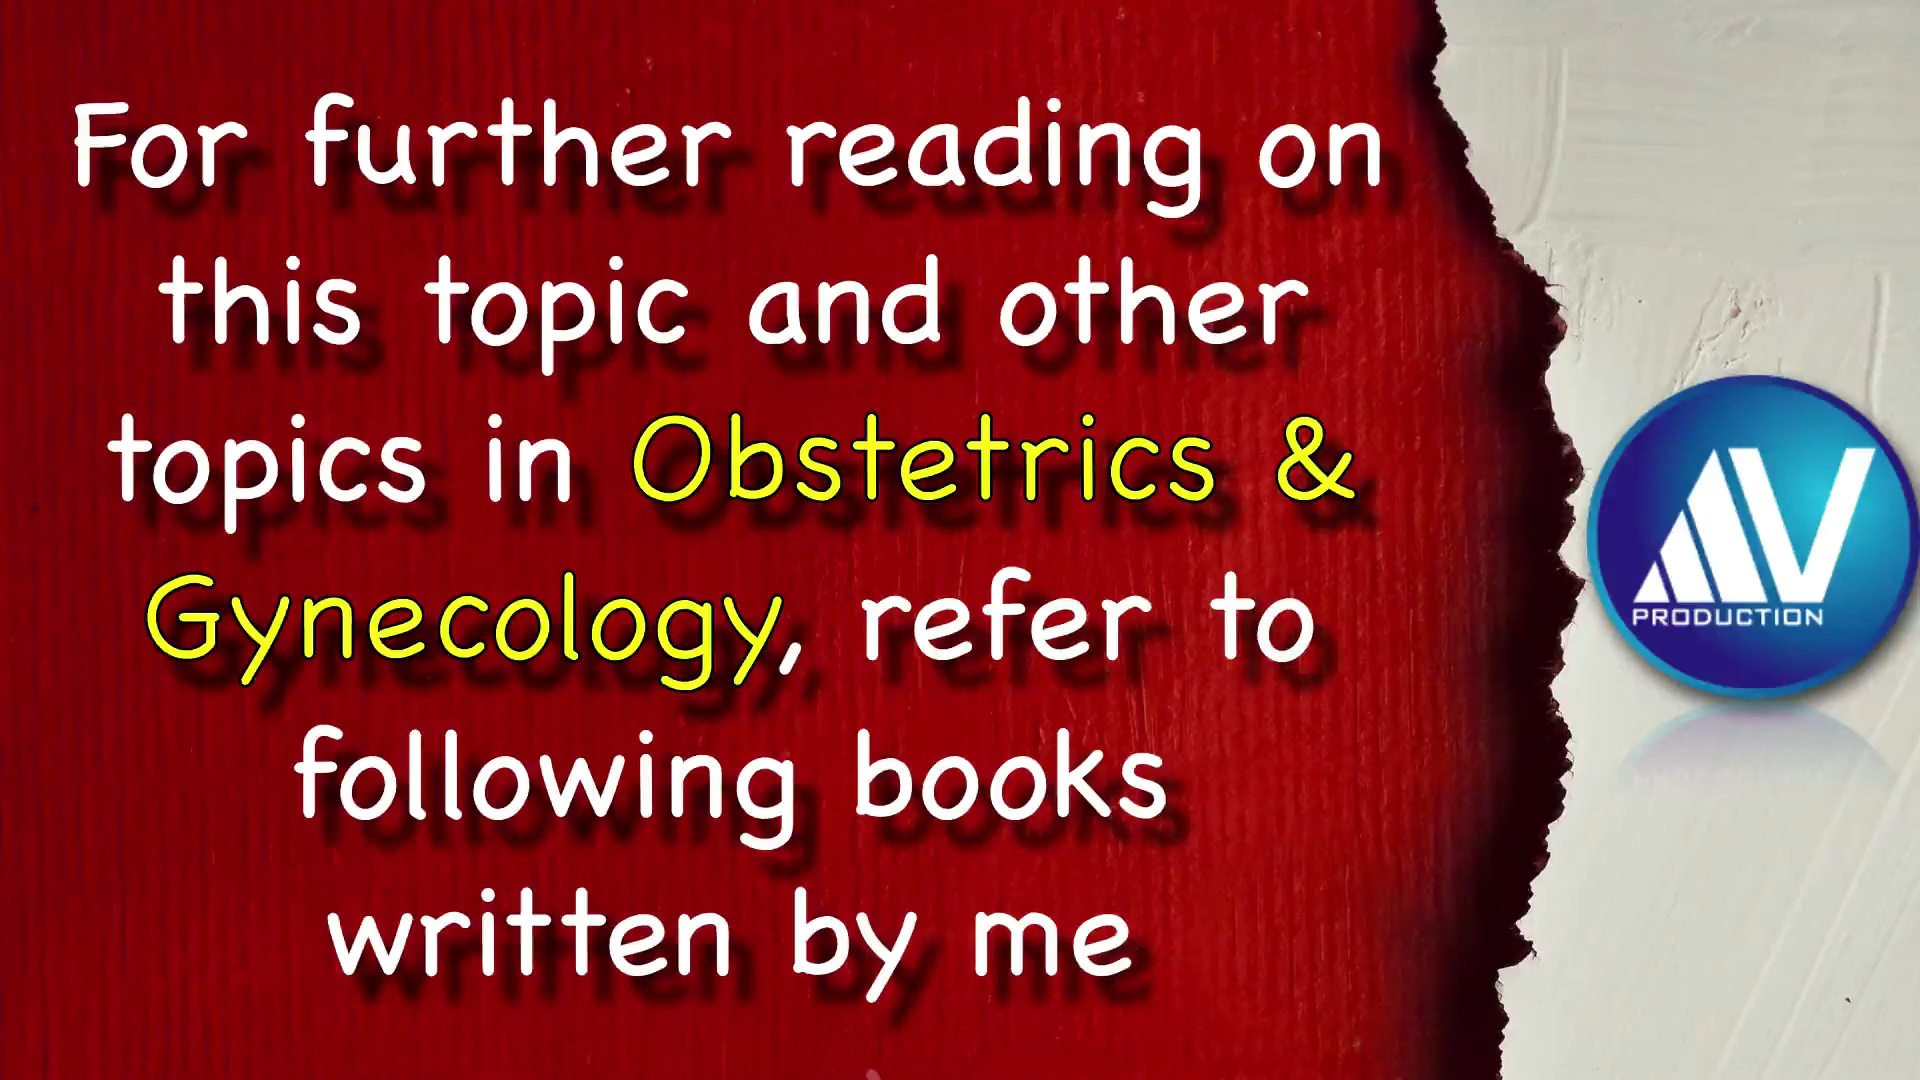 For further reading on
this topic and other
topics in Obstetrics &
Gynecology, refer to
following books
written by me
AV
PRODUCTION